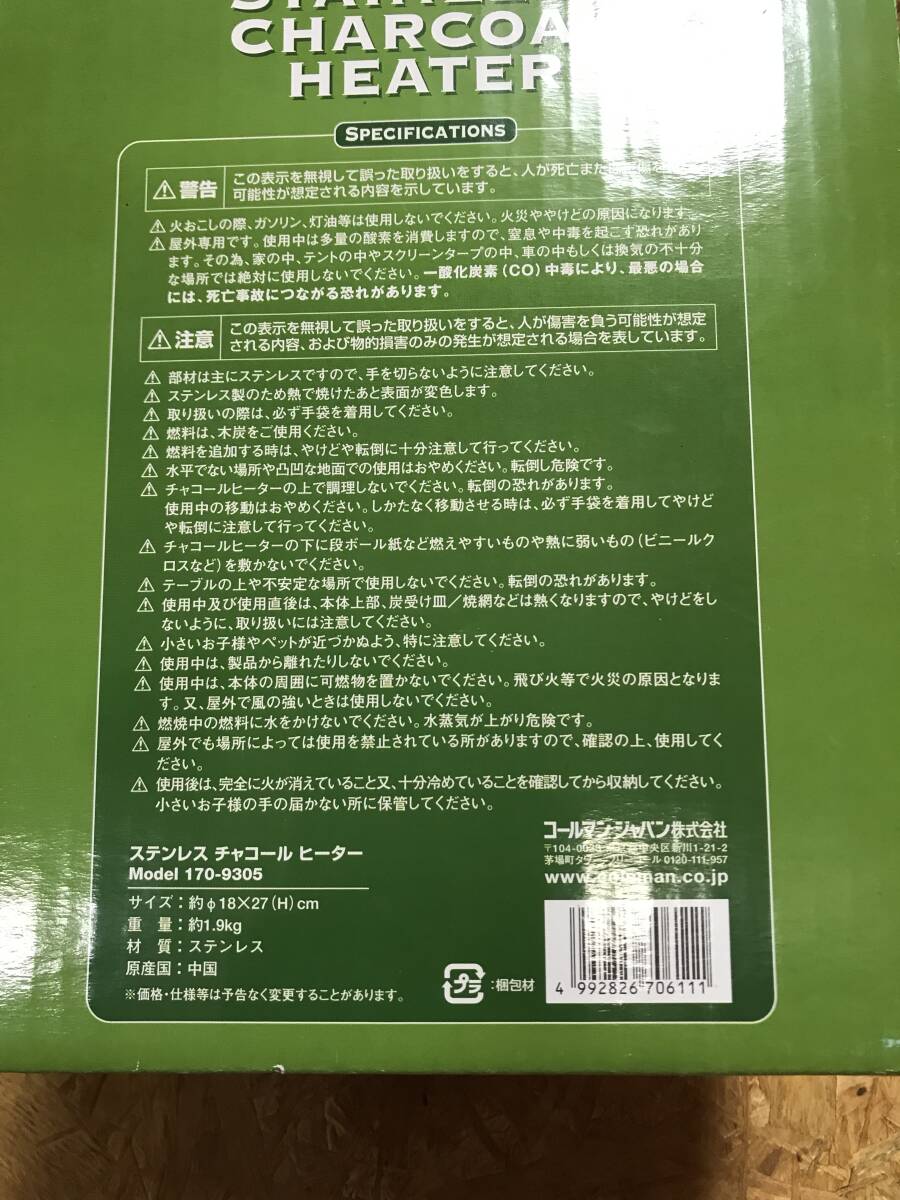 CHARCOA
HEATER
SPECIFICATIONS
⚠警告
この表示を無視して誤った取り扱いをすると、人が死亡また
可能性が想定される内容を示しています。
⚠火おこしの際、ガソリン、灯油等は使用しないでください。火災ややけどの原因になります。
⚠屋外専用です。使用中は多量の酸素を消費しますので、窒息や中毒を起こす恐れがあり
ます。その為、家の中、テントの中やスクリーンタープの中、車の中もしくは換気の不十分
な場所では絶対に使用しないでください。一酸化炭素(CO)中毒により、最悪の場合
には、死亡事故につながる恐れがあります。
⚠注意
この表示を無視して誤った取り扱いをすると、人が傷害を負う可能性が想定
される内容、および物的損害のみの発生が想定される場合を表しています。
⚠部材は主にステンレスですので、手を切らないように注意してください。
⚠ステンレス製のため熱で焼けたあと表面が変色します。
⚠取り扱いの際は、必ず手袋を着用してください。
⚠燃料は、木炭をご使用ください。
⚠燃料を追加する時は、やけどや転倒に十分注意して行ってください。
⚠水平でない場所や凸凹な地面での使用はおやめください。転倒し危険です。
⚠チャコールヒーターの上で調理しないでください。転倒の恐れがあります。
使用中の移動はおやめください。しかたなく移動させる時は、必ず手袋を着用してやけど
や転倒に注意して行ってください。
⚠チャコールヒーターの下に段ボール紙など燃えやすいものや熱に弱いもの(ビニールク
ロスなど)を敷かないでください。
⚠テーブルの上や不安定な場所で使用しないでください。転倒の恐れがあります。
⚠使用中及び使用直後は、本体上部、炭受け皿/焼網などは熱くなりますので、やけどをし
ないように、取り扱いには注意してください。
⚠小さいお子様やペットが近づかぬよう、特に注意してください。
⚠使用中は、製品から離れたりしないでください。
⚠使用中は、本体の周囲に可燃物を置かないでください。飛び火等で火災の原因となりま
す。又、屋外で風の強いときは使用しないでください。
⚠燃焼中の燃料に水をかけないでください。水蒸気が上がり危険です。
⚠屋外でも場所によっては使用を禁止されている所がありますので、確認の上、使用してく
ださい。
⚠使用後は、完全に火が消えていること又、十分冷めていることを確認してから収納してください。
小さいお子様の手の届かない所に保管してください。
ステンレス チャコール ヒーター
Model 170-9305
サイズ:約φ18×27(H)cm
重 量:約1.9kg
材 質:ステンレス
原産国:中国
※価格・仕様等は予告なく変更することがあります。
コールマン ジャパン株式会社
中央区新川1-21-2
茅場町タワー フリーコール 0120-111-957
プラ :梱包材
4 992826 706111